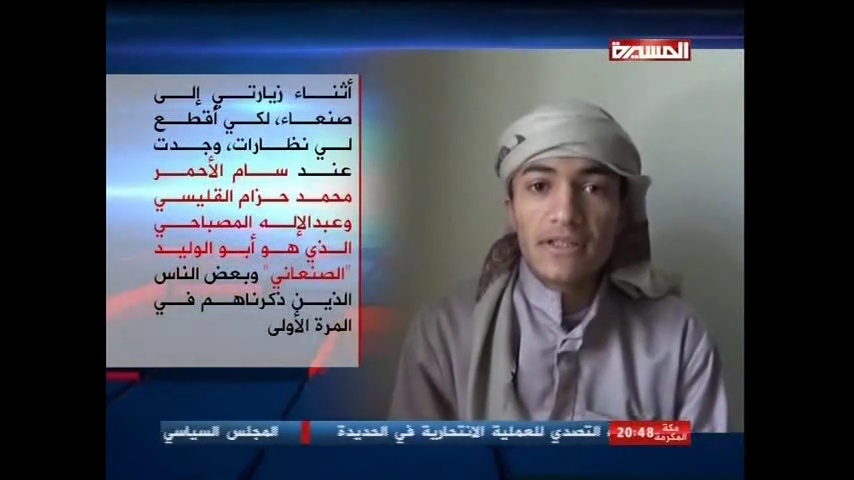 المسيرة
أثناء زيارتي إلى
صنعاء، لكي أقطع
لي نظارات، وجدت
عند سام الأحمر
محمد حزام القليسي
وعبدالإله المصباحي
الذي هو أبو الوليد
الصنعاني" وبعض الناس"
الذين ذكرناهم في
المرة الأولى
مكة المكرمة 20:48 التصدي للعملية الانتحارية في الحديدة المجلس السياسي